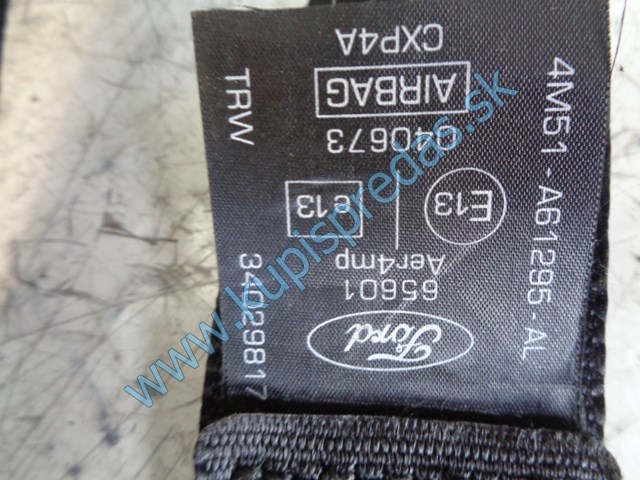 4M51 - A61295 - AL
Ford
65601
Aer4mp
E13
e13
040673
AIRBAG
CXP4A
TRW
34029817
www.kupispredas.sk